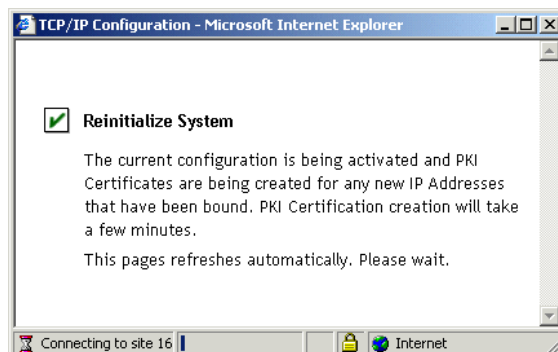 TCP/IP Configuration - Microsoft Internet Explorer
Reinitialize System
The current configuration is being activated and PKI
Certificates are being created for any new IP Addresses
that have been bound. PKI Certification creation will take
a few minutes.
This pages refreshes automatically. Please wait.
Connecting to site 16
Internet